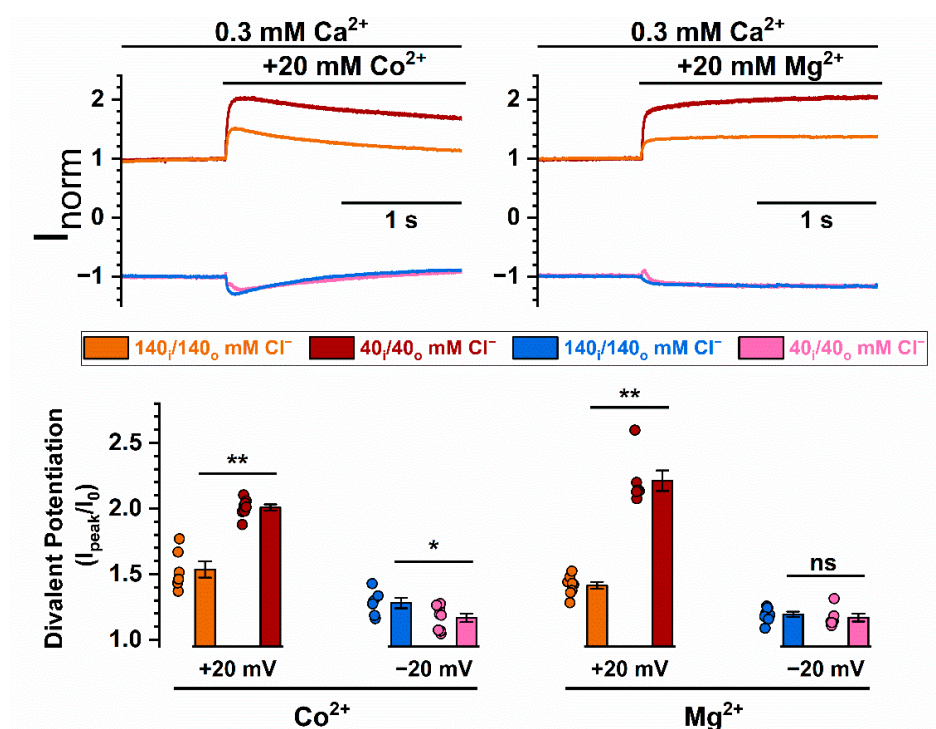 0.3 mM Ca²⁺ 0.3 mM Ca²⁺
+20 mM Co²⁺ +20 mM Mg²⁺
2 2
1 1
0 0
−1 −1
I_norm
1 s 1 s
140ᵢ/140ₒ mM Cl⁻ 40ᵢ/40ₒ mM Cl⁻ 140ᵢ/140ₒ mM Cl⁻ 40ᵢ/40ₒ mM Cl⁻
Divalent Potentiation
(I_peak/I₀)
2.5
2.0
1.5
1.0
** * ** ns
+20 mV −20 mV +20 mV −20 mV
Co²⁺ Mg²⁺